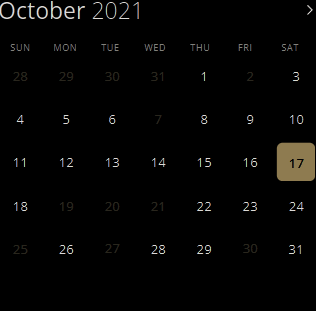 October 2021 >
SUN MON TUE WED THU FRI SAT
28 29 30 31 1 2 3
4 5 6 7 8 9 10
11 12 13 14 15 16 17
18 19 20 21 22 23 24
25 26 27 28 29 30 31